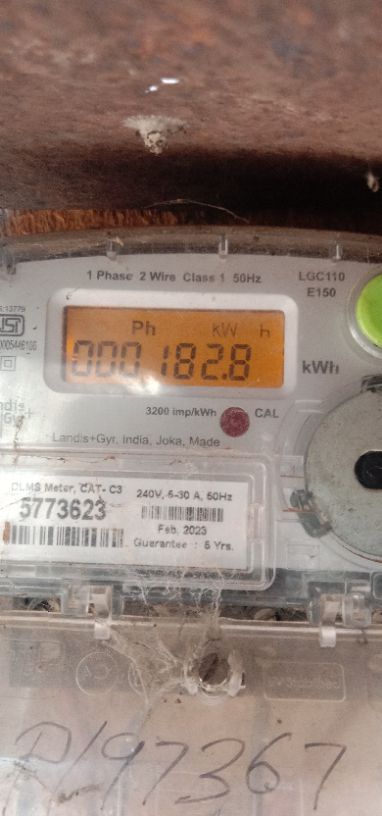 1 Phase 2 Wire Class 1 50Hz
LGC110
E150
:13779
ISI
Ph kW h
000182.8
kWh
3200 imp/kWh
CAL
Landis+Gyr, India, Joka, Made
DLMS Meter, CAT- C3
5773623
240V, 5-30 A, 50Hz
Feb. 2023
Guarantee : 5 Yrs.
97367